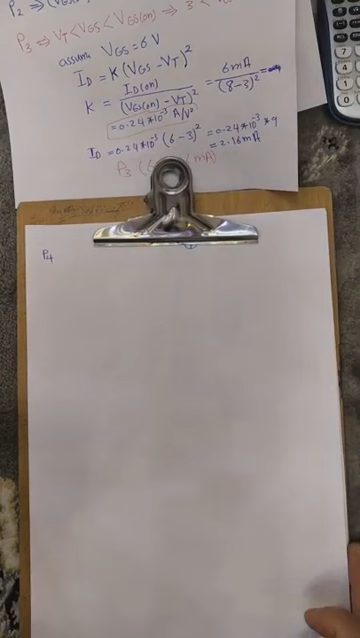 P₂ ⇒ (V
P₃ ⇒ V_T < V_GS < V_GS(on) ⇒ 3 <
assume V_GS = 6 V
I_D = K (V_GS - V_T)²
K = I_D(on) / (V_GS(on) - V_T)² = 6mA / (8-3)² =
= 0.24*10⁻³ A/V²
I_D = 0.24*10⁻³ (6-3)² = 0.24*10⁻³ * 9
= 2.16mA
P₃ (6 mA)
P₄